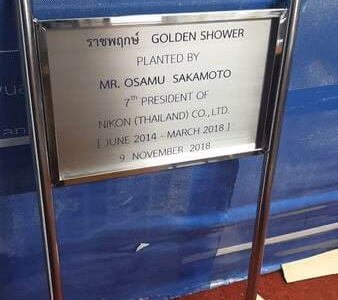 ราชพฤกษ์ GOLDEN SHOWER
PLANTED BY
MR. OSAMU SAKAMOTO
7th PRESIDENT OF
NIKON (THAILAND) CO., LTD.
[ JUNE 2014 - MARCH 2018 ]
9 NOVEMBER 2018